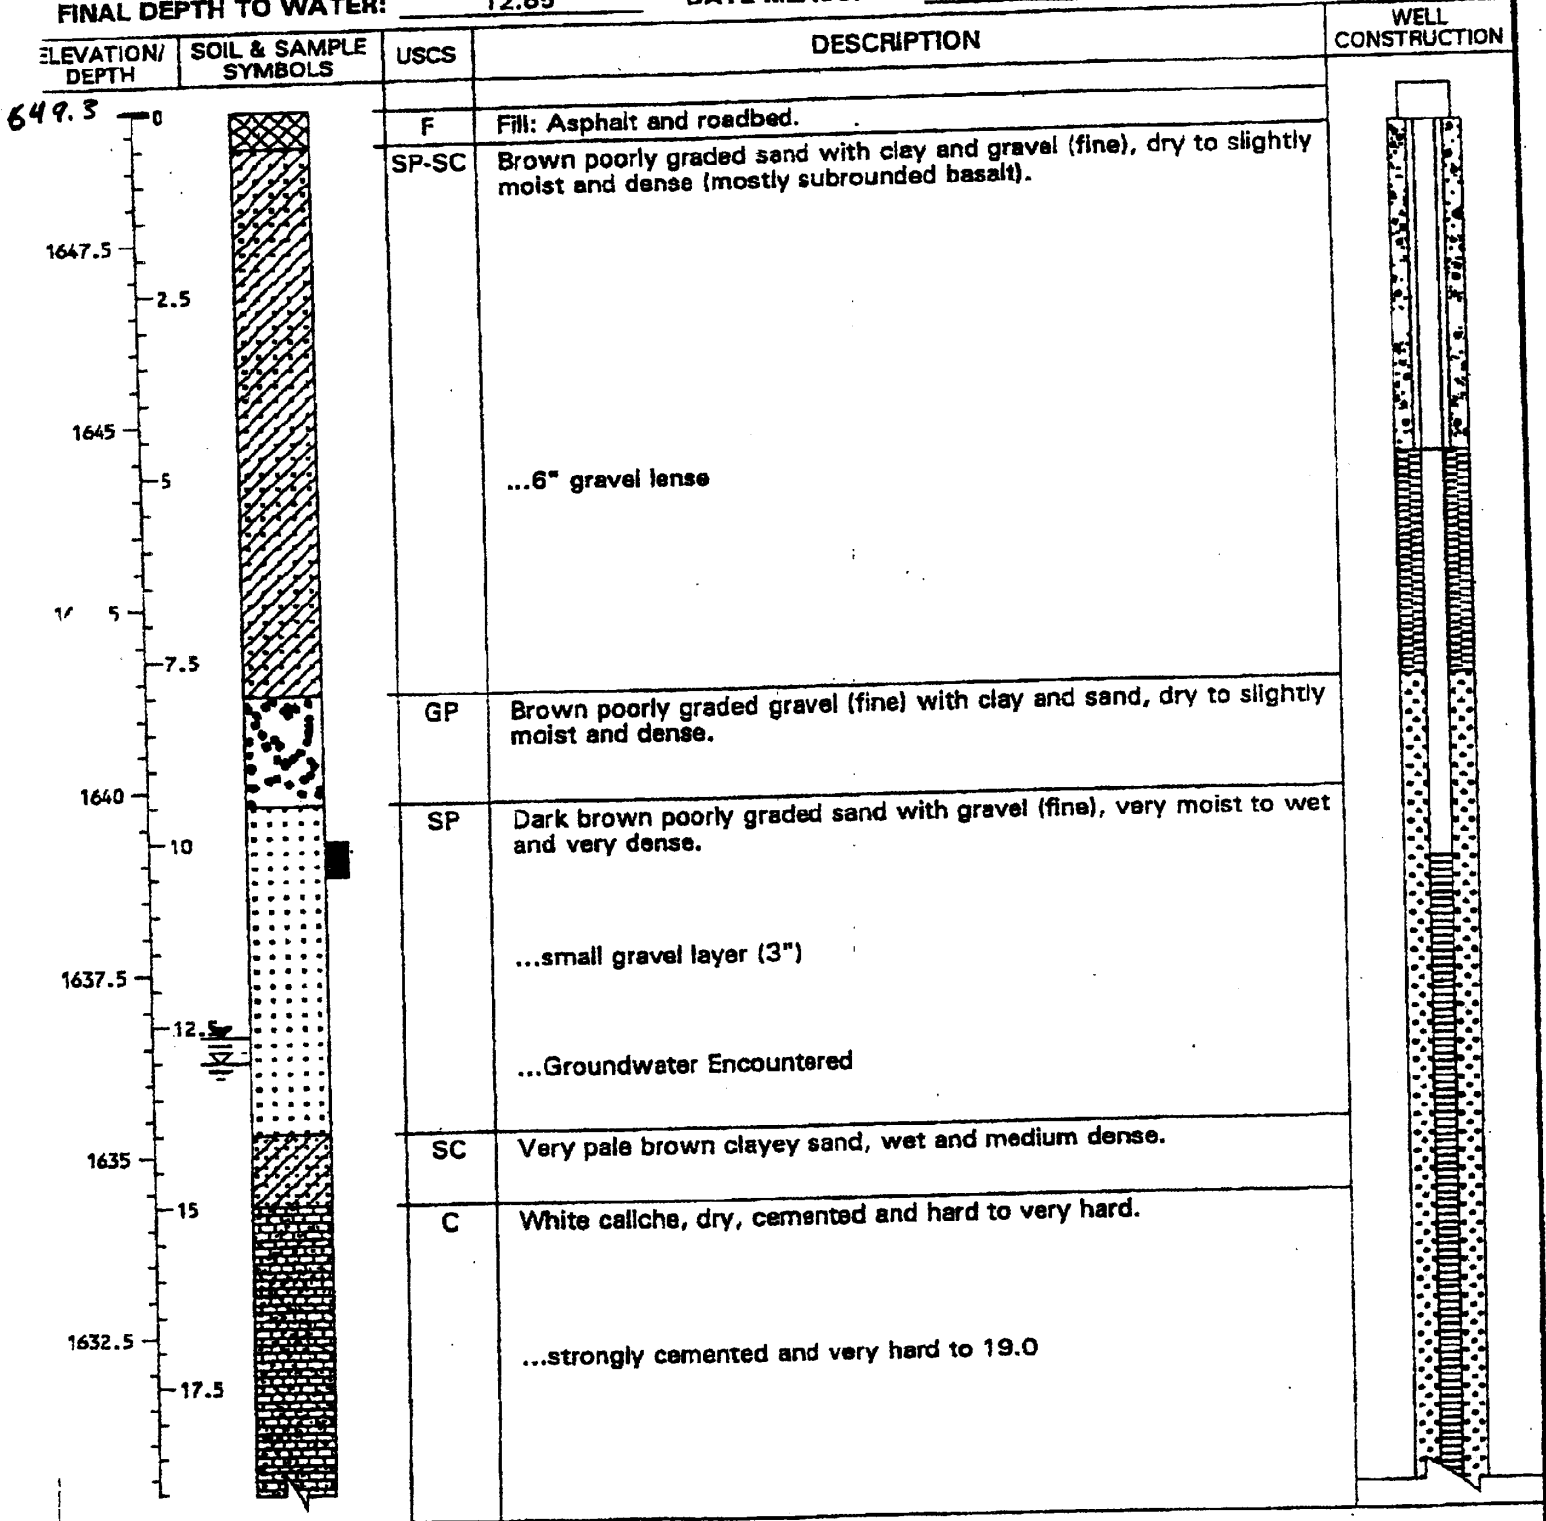 FINAL DEPTH TO WATER:
ELEVATION/
DEPTH
SOIL & SAMPLE
SYMBOLS
USCS
DESCRIPTION
WELL
CONSTRUCTION
649.3
0
F
Fill: Asphalt and roadbed.
SP-SC
Brown poorly graded sand with clay and gravel (fine), dry to slightly
moist and dense (mostly subrounded basalt).
1647.5
2.5
1645
5
...6" gravel lense
5
7.5
GP
Brown poorly graded gravel (fine) with clay and sand, dry to slightly
moist and dense.
1640
SP
Dark brown poorly graded sand with gravel (fine), very moist to wet
and very dense.
10
...small gravel layer (3")
1637.5
12.5
...Groundwater Encountered
SC
Very pale brown clayey sand, wet and medium dense.
1635
15
C
White caliche, dry, cemented and hard to very hard.
1632.5
...strongly cemented and very hard to 19.0
17.5